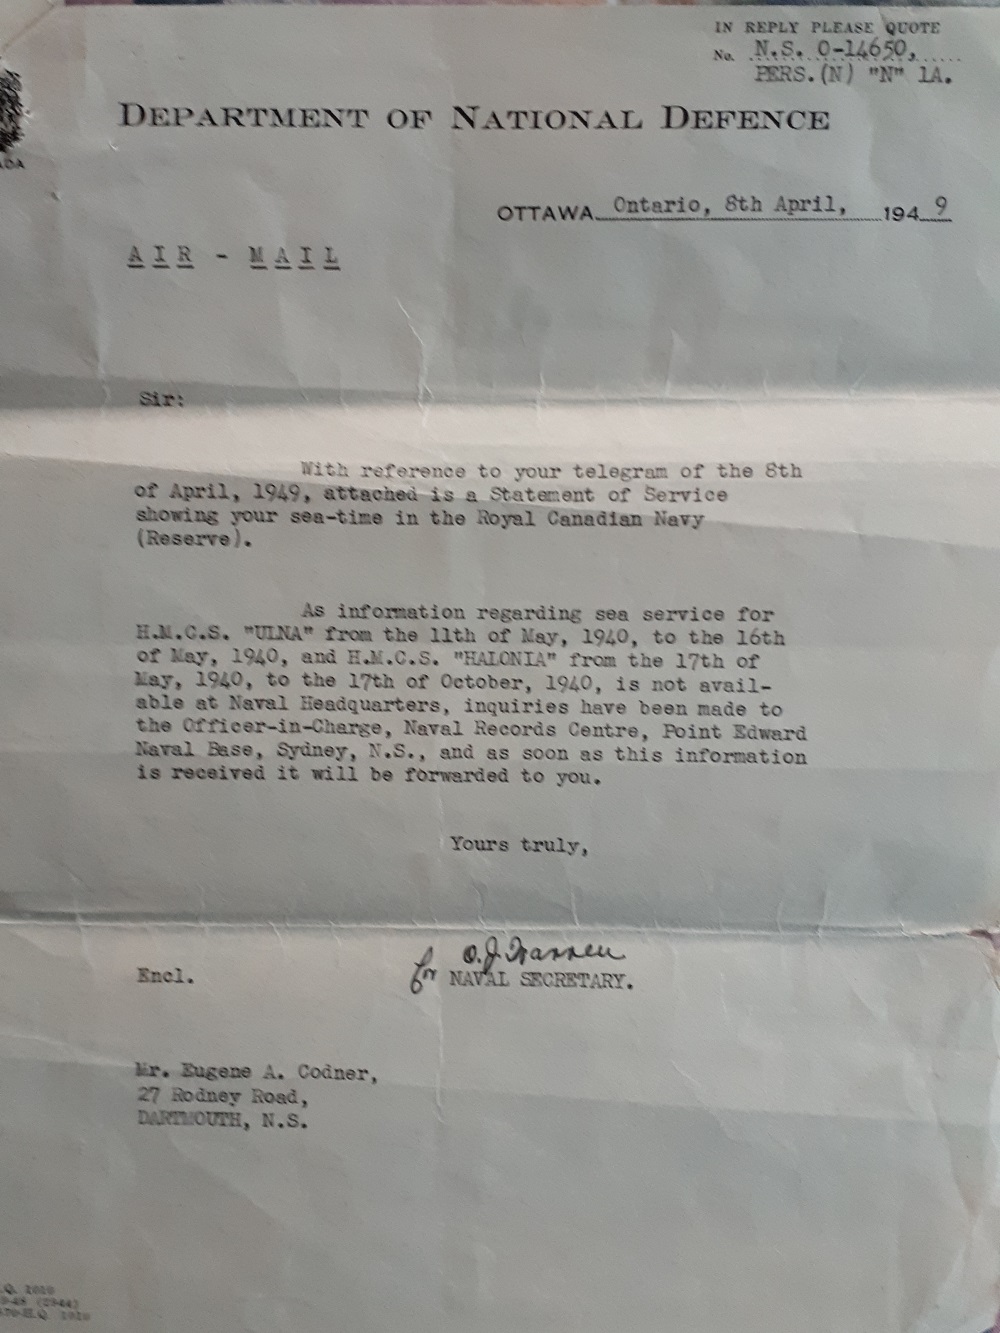 IN REPLY PLEASE QUOTE
No. N.S. O-14650,
PERS.(N) "N" 1A.
DEPARTMENT OF NATIONAL DEFENCE
OTTAWA Ontario, 8th April, 1949
AIR - MAIL
Sir:
With reference to your telegram of the 8th
of April, 1949, attached is a Statement of Service
showing your sea-time in the Royal Canadian Navy
(Reserve).
As information regarding sea service for
H.M.C.S. "ULNA" from the 11th of May, 1940, to the 16th
of May, 1940, and H.M.C.S. "HALONIA" from the 17th of
May, 1940, to the 17th of October, 1940, is not avail-
able at Naval Headquarters, inquiries have been made to
the Officer-in-Charge, Naval Records Centre, Point Edward
Naval Base, Sydney, N.S., and as soon as this information
is received it will be forwarded to you.
Yours truly,
O.J. Warren
Encl. for NAVAL SECRETARY.
Mr. Eugene A. Codner,
27 Rodney Road,
DARTMOUTH, N.S.